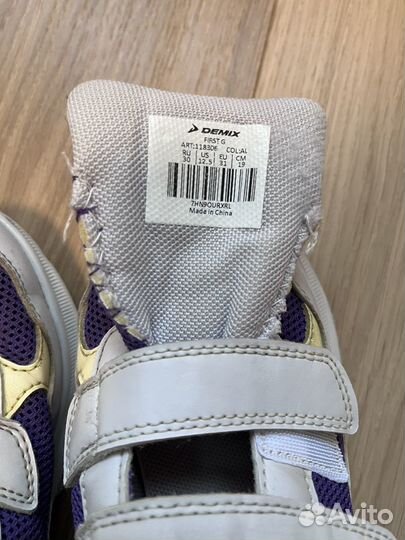 DEMIX
FIRST G
ART:118306 COL:AL
RU US EU CM
30 12.5 31 19
7HN9OURXRL
Made in China
Avito